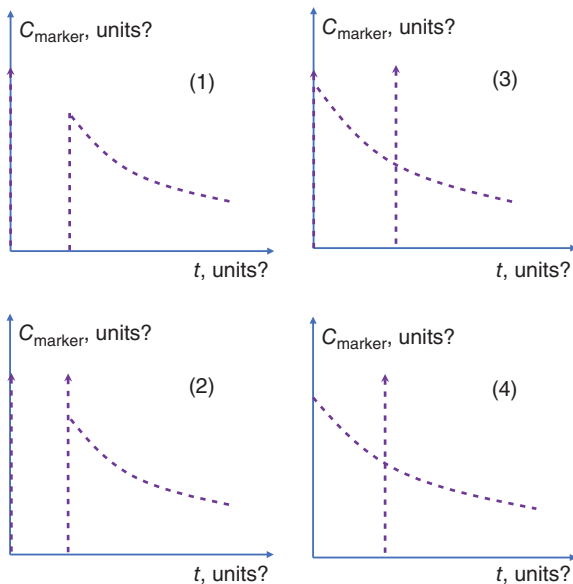 C_marker, units?
(1)
t, units?
C_marker, units?
(3)
t, units?
C_marker, units?
(2)
t, units?
C_marker, units?
(4)
t, units?